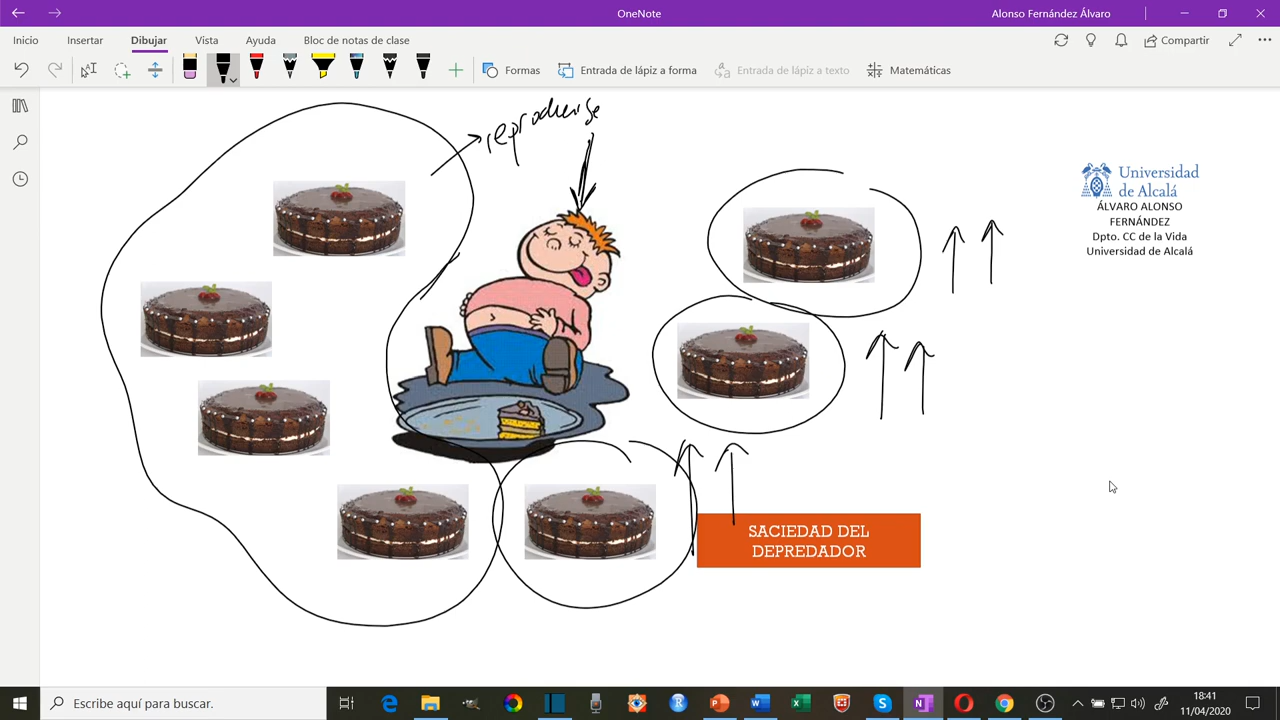 OneNote
Alonso Fernández Álvaro
Inicio
Insertar
Dibujar
Vista
Ayuda
Bloc de notas de clase
Compartir
Formas
Entrada de lápiz a forma
Entrada de lápiz a texto
Matemáticas
reproducirse
Universidad
de Alcalá
ÁLVARO ALONSO
FERNÁNDEZ
Dpto. CC de la Vida
Universidad de Alcalá
SACIEDAD DEL
DEPREDADOR
Escribe aquí para buscar.
18:41
11/04/2020